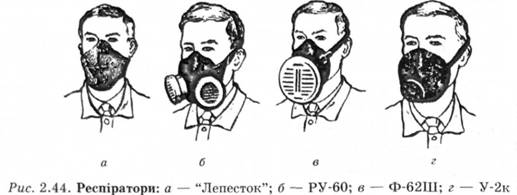 а б в г
Рис. 2.44. Респіратори: а — “Лепесток”; б — РУ-60; в — Ф-62Ш; г — У-2к